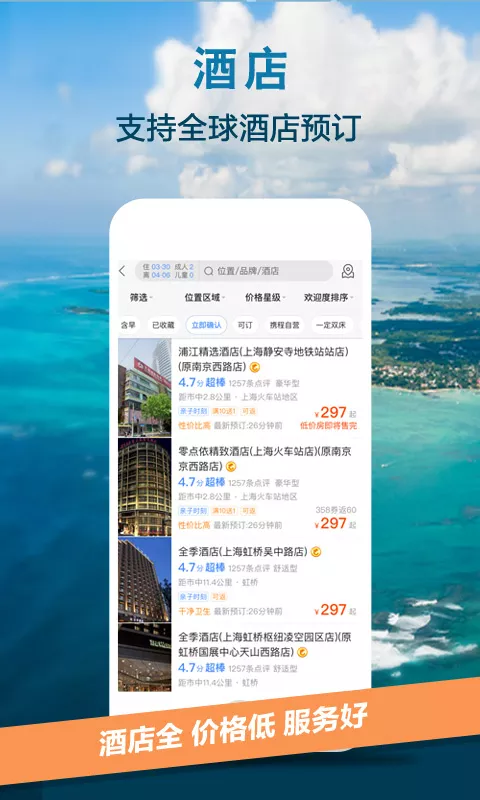 酒店
支持全球酒店预订
住 03-30 成人 2
离 04-06 儿童 0
位置/品牌/酒店
筛选 位置区域 价格星级 欢迎度排序
含早 已收藏 立即确认 可订 携程自营 一定双床
浦江精选酒店(上海静安寺地铁站站店)
(原南京西路店)
4.7分 超棒 1257条点评 豪华型
距市中2.8公里 · 上海火车站地区
亲子时刻 满10送1 可返
¥297起
性价比高 最新预订:26分钟前
低价房即将售完
零点依精致酒店(上海火车站店)(原南京
京西路店)
4.7分 超棒 1257条点评 豪华型
距市中2.8公里 · 上海火车站地区
亲子时刻 满10送1 可返
358券返60
性价比高 最新预订:26分钟前
¥297起
全季酒店(上海虹桥吴中路店)
4.7分 超棒 1257条点评 舒适型
距市中11.4公里 · 虹桥
亲子时刻 可返
干净卫生 最新预订:26分钟前
¥297起
全季酒店(上海虹桥枢纽凌空园区店)(原
虹桥国展中心天山西路店)
4.7分 超棒 1257条点评 舒适型
距市中11.4公里 · 虹桥
酒店全 价格低 服务好